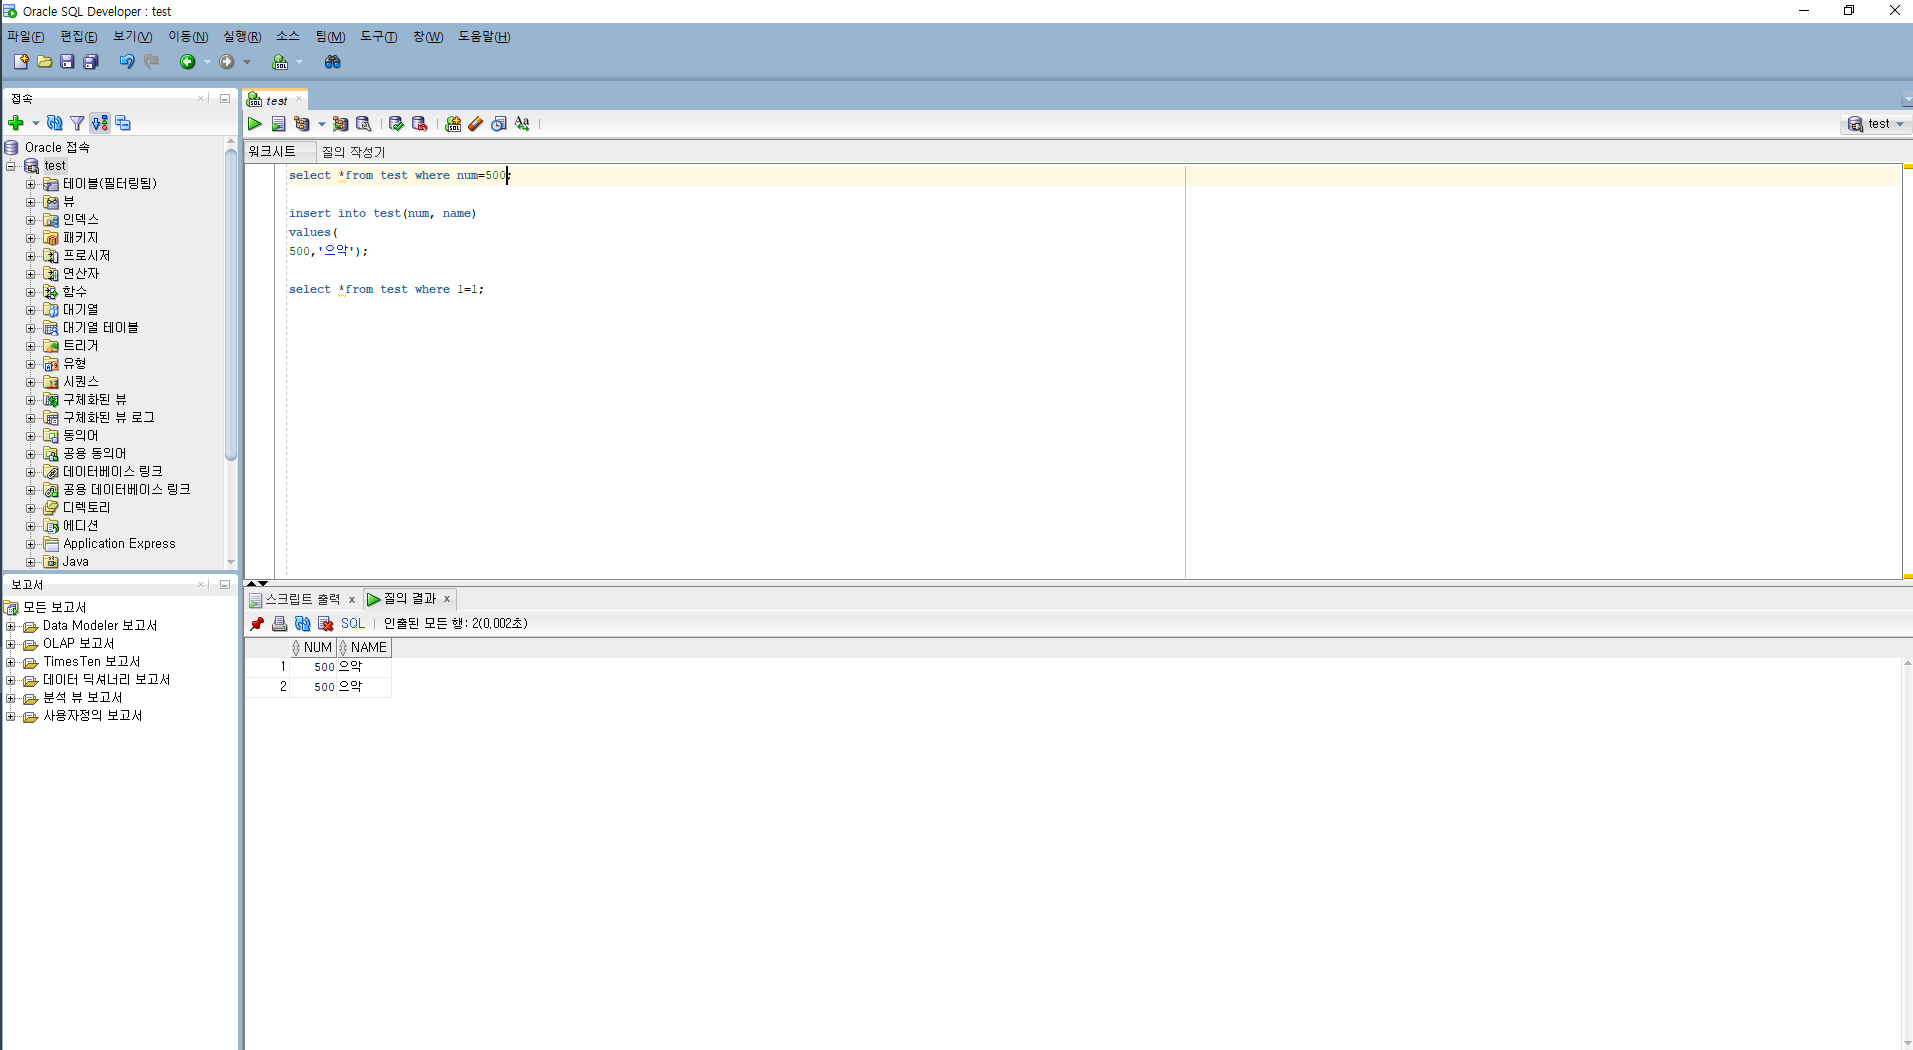 Oracle SQL Developer : test
파일(F) 편집(E) 보기(V) 이동(N) 실행(R) 소스 팀(M) 도구(T) 창(W) 도움말(H)
접속
Oracle 접속
test
테이블(필터링됨)
뷰
인덱스
패키지
프로시저
연산자
함수
대기열
대기열 테이블
트리거
유형
시퀀스
구체화된 뷰
구체화된 뷰 로그
동의어
공용 동의어
데이터베이스 링크
공용 데이터베이스 링크
디렉토리
에디션
Application Express
Java
보고서
모든 보고서
Data Modeler 보고서
OLAP 보고서
TimesTen 보고서
데이터 딕셔너리 보고서
분석 뷰 보고서
사용자정의 보고서
test
test
워크시트 질의 작성기
select *from test where num=500;
insert into test(num, name)
values(
500,'으악');
select *from test where 1=1;
스크립트 출력 x 질의 결과 x
SQL | 인출된 모든 행: 2(0.002초)
NUM NAME
1 500 으악
2 500 으악